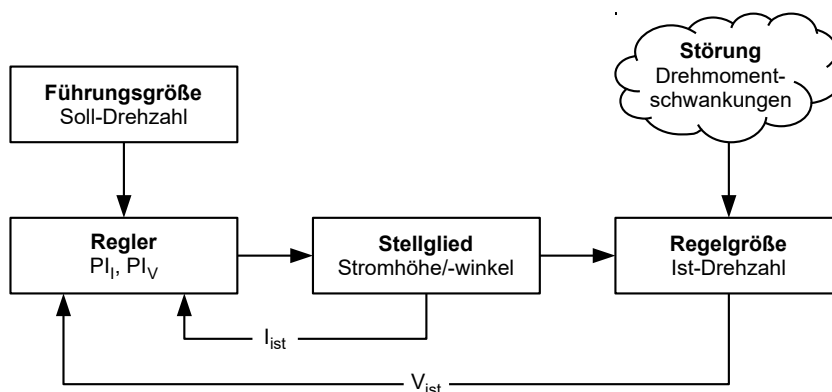 Störung
Drehmoment-
schwankungen
Führungsgröße
Soll-Drehzahl
Regler
PI_I, PI_V
Stellglied
Stromhöhe/-winkel
Regelgröße
Ist-Drehzahl
I_ist
V_ist